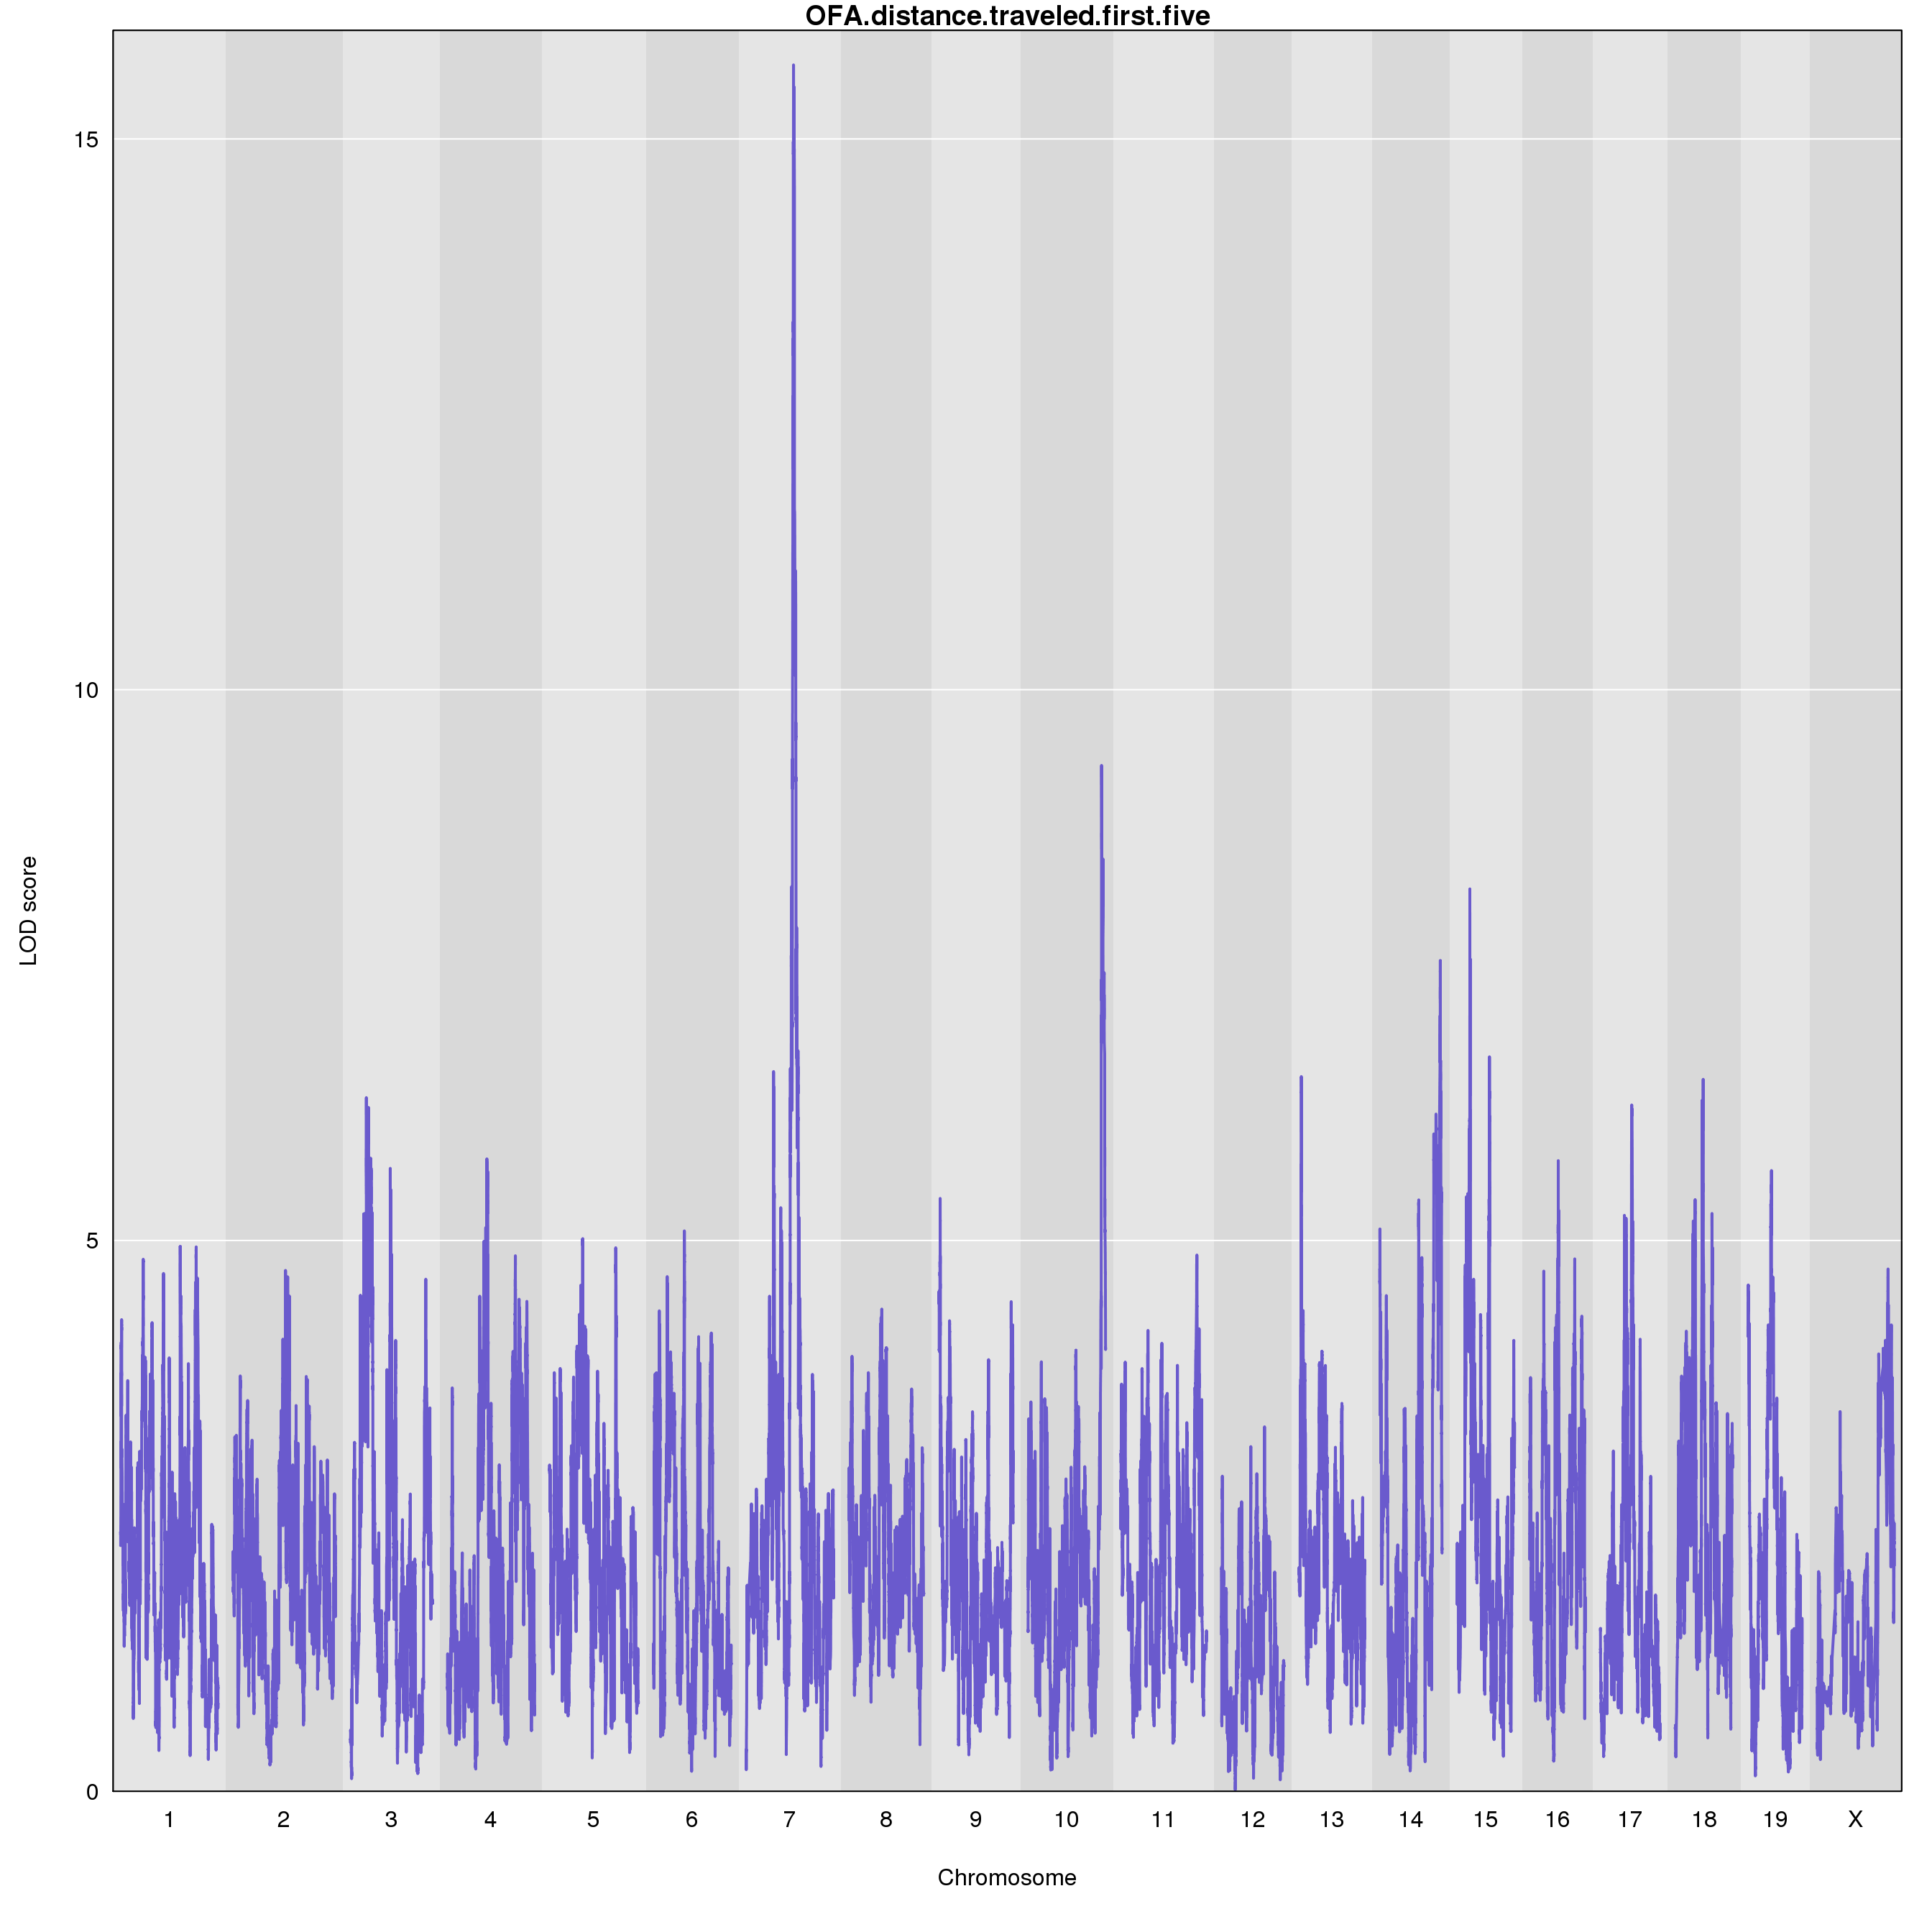 OFA.distance.traveled.first.five
15
10
5
0
LOD score
1 2 3 4 5 6 7 8 9 10 11 12 13 14 15 16 17 18 19 X
Chromosome